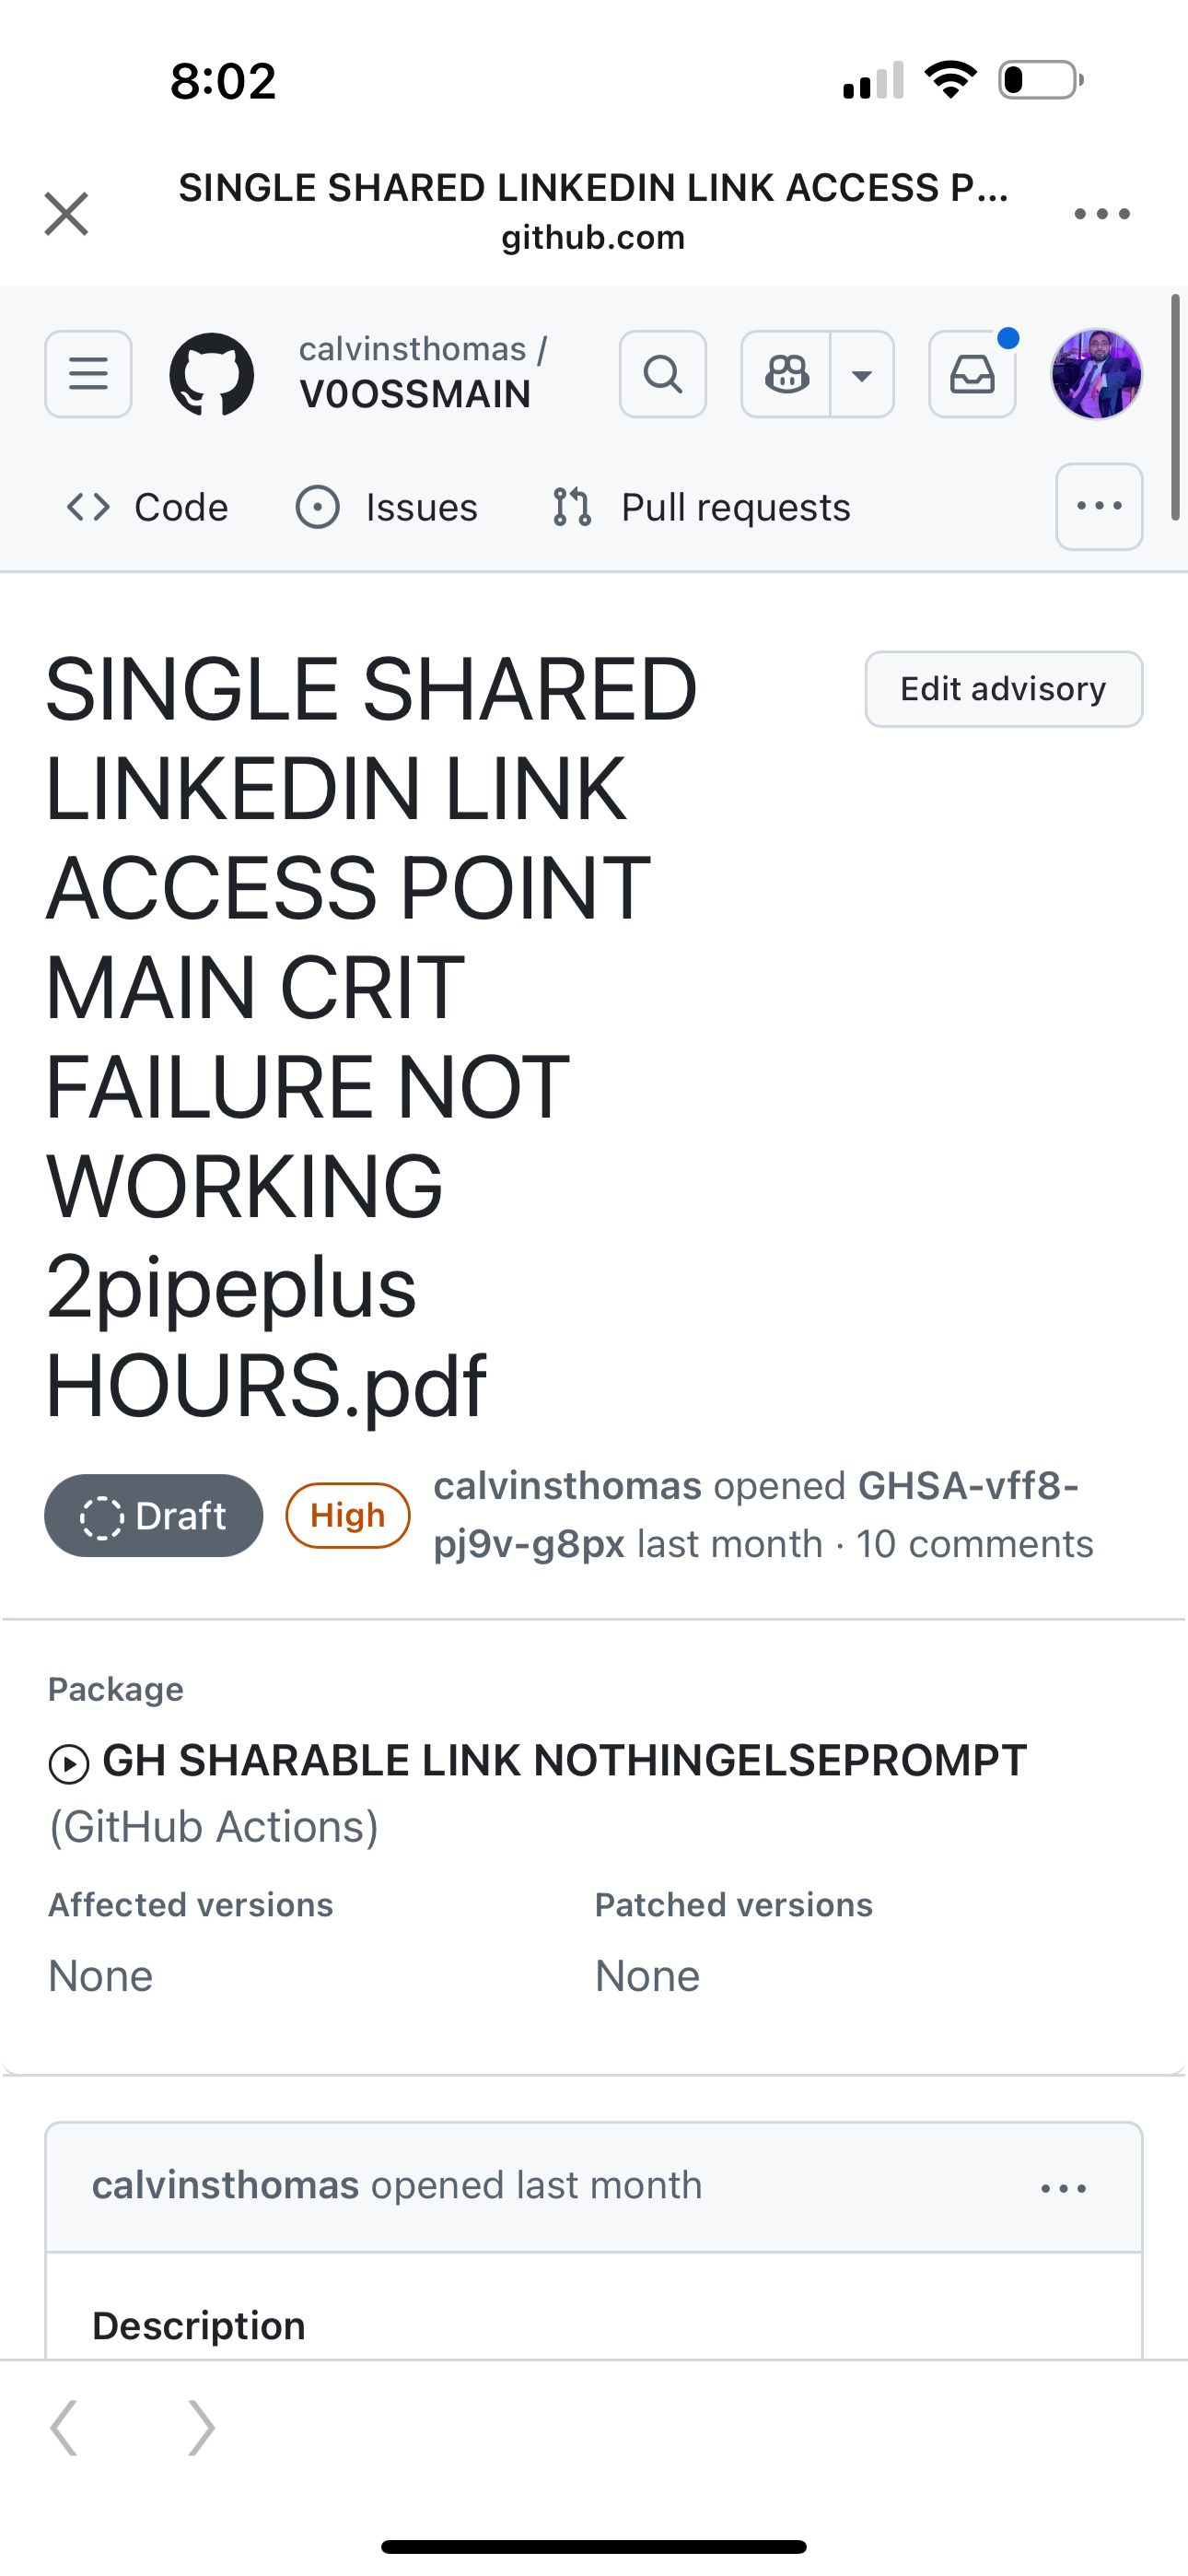 8:02
SINGLE SHARED LINKEDIN LINK ACCESS P...
github.com
calvinsthomas /
V0OSSMAIN
Code
Issues
Pull requests
SINGLE SHARED
LINKEDIN LINK
ACCESS POINT
MAIN CRIT
FAILURE NOT
WORKING
2pipeplus
HOURS.pdf
Edit advisory
Draft
High
calvinsthomas opened GHSA-vff8-
pj9v-g8px last month · 10 comments
Package
GH SHARABLE LINK NOTHINGELSEPROMPT
(GitHub Actions)
Affected versions
Patched versions
None
None
calvinsthomas opened last month
Description